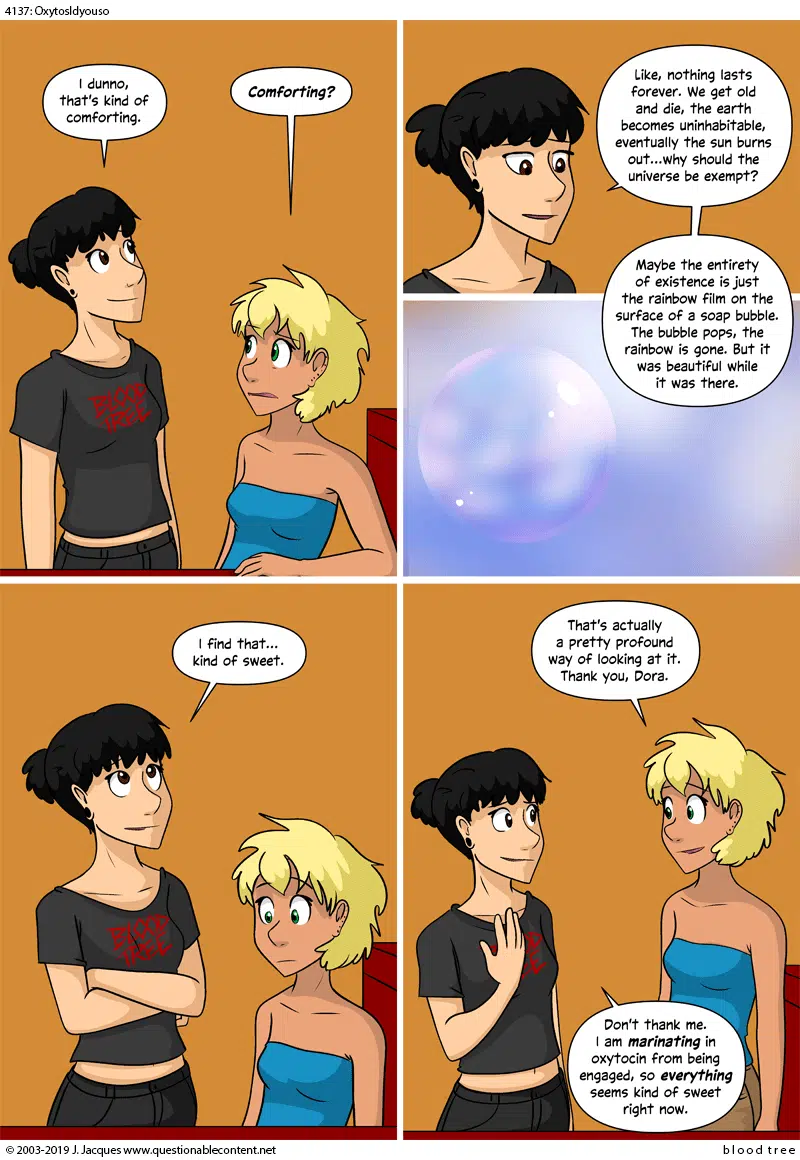 4137: Oxytosldyouso
I dunno,
that's kind of
comforting.
Comforting?
BLOOD
TREE
Like, nothing lasts
forever. We get old
and die, the earth
becomes uninhabitable,
eventually the sun burns
out...why should the
universe be exempt?
Maybe the entirety
of existence is just
the rainbow film on the
surface of a soap bubble.
The bubble pops, the
rainbow is gone. But it
was beautiful while
it was there.
I find that...
kind of sweet.
BLOOD
TREE
That's actually
a pretty profound
way of looking at it.
Thank you, Dora.
Don't thank me.
I am marinating in
oxytocin from being
engaged, so everything
seems kind of sweet
right now.
© 2003-2019 J. Jacques www.questionablecontent.net
blood tree